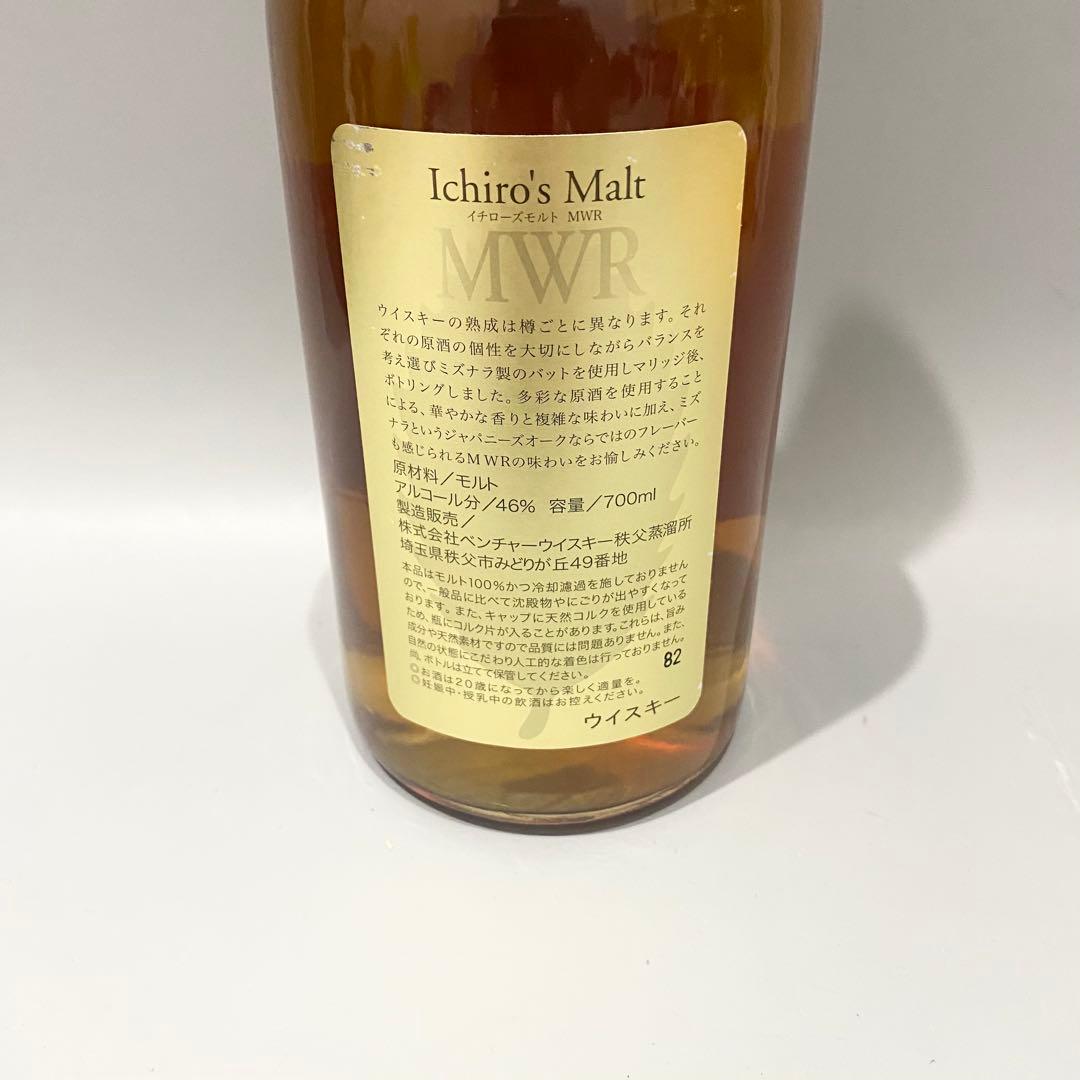 Ichiro's Malt
イチローズモルト MWR
MWR
ウイスキーの熟成は樽ごとに異なります。それ
ぞれの原酒の個性を大切にしながらバランスを
考え選びミズナラ製のバットを使用しマリッジ後、
ボトリングしました。多彩な原酒を使用すること
による、華やかな香りと複雑な味わいに加え、ミズ
ナラというジャパニーズオークならではのフレーバー
も感じられるMWRの味わいをお愉しみください。
原材料／モルト
アルコール分／46% 容量／700ml
製造販売／
株式会社ベンチャーウイスキー秩父蒸溜所
埼玉県秩父市みどりが丘49番地
本品はモルト100%かつ冷却濾過を施しておりません
ので、一般品に比べて沈殿物やにごりが出やすくなって
おります。また、キャップに天然コルクを使用している
ため、瓶にコルク片が入ることがあります。これらは、旨み
成分や天然素材ですので品質には問題ありません。また、
自然の状態にこだわり人工的な着色は行っておりません。
尚、ボトルは立てて保管してください。
82
◎お酒は20歳になってから楽しく適量を。
◎妊娠中・授乳中の飲酒はお控えください。
ウイスキー